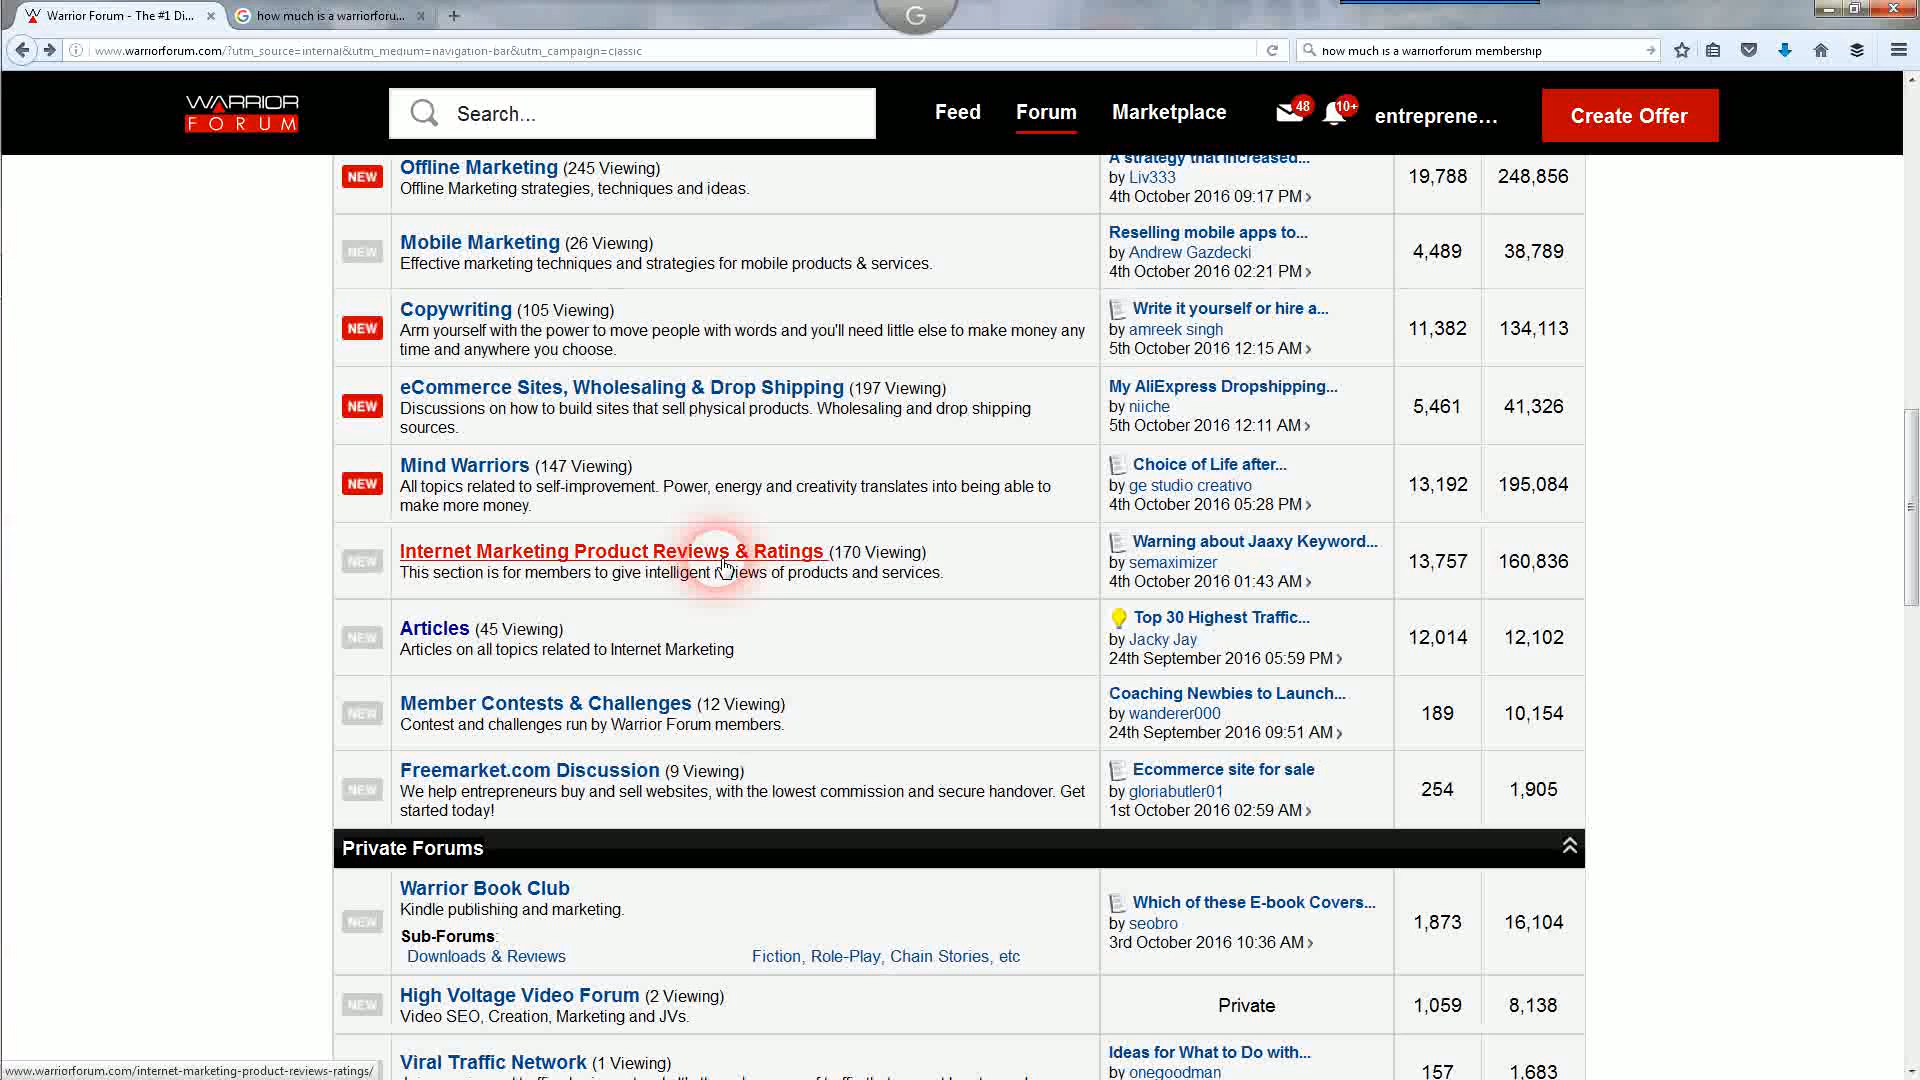 Warrior Forum - The #1 Di...
how much is a warriorforu...
G
www.warriorforum.com/?utm_source=internal&utm_medium=navigation-bar&utm_campaign=classic
how much is a warriorforum membership
WARRIOR
FORUM
Search...
Feed
Forum
Marketplace
48
10+
entreprene...
Create Offer
NEW
Offline Marketing (245 Viewing)
Offline Marketing strategies, techniques and ideas.
A strategy that increased...
by Liv333
4th October 2016 09:17 PM
19,788
248,856
NEW
Mobile Marketing (26 Viewing)
Effective marketing techniques and strategies for mobile products & services.
Reselling mobile apps to...
by Andrew Gazdecki
4th October 2016 02:21 PM
4,489
38,789
NEW
Copywriting (105 Viewing)
Arm yourself with the power to move people with words and you'll need little else to make money any
time and anywhere you choose.
Write it yourself or hire a...
by amreek singh
5th October 2016 12:15 AM
11,382
134,113
NEW
eCommerce Sites, Wholesaling & Drop Shipping (197 Viewing)
Discussions on how to build sites that sell physical products. Wholesaling and drop shipping
sources.
My AliExpress Dropshipping...
by niiche
5th October 2016 12:11 AM
5,461
41,326
NEW
Mind Warriors (147 Viewing)
All topics related to self-improvement. Power, energy and creativity translates into being able to
make more money.
Choice of Life after...
by ge studio creativo
4th October 2016 05:28 PM
13,192
195,084
NEW
Internet Marketing Product Reviews & Ratings (170 Viewing)
This section is for members to give intelligent reviews of products and services.
Warning about Jaaxy Keyword...
by semaximizer
4th October 2016 01:43 AM
13,757
160,836
NEW
Articles (45 Viewing)
Articles on all topics related to Internet Marketing
Top 30 Highest Traffic...
by Jacky Jay
24th September 2016 05:59 PM
12,014
12,102
NEW
Member Contests & Challenges (12 Viewing)
Contest and challenges run by Warrior Forum members.
Coaching Newbies to Launch...
by wanderer000
24th September 2016 09:51 AM
189
10,154
NEW
Freemarket.com Discussion (9 Viewing)
We help entrepreneurs buy and sell websites, with the lowest commission and secure handover. Get
started today!
Ecommerce site for sale
by gloriabutler01
1st October 2016 02:59 AM
254
1,905
Private Forums
NEW
Warrior Book Club
Kindle publishing and marketing.
Sub-Forums:
Downloads & Reviews
Fiction, Role-Play, Chain Stories, etc
Which of these E-book Covers...
by seobro
3rd October 2016 10:36 AM
1,873
16,104
NEW
High Voltage Video Forum (2 Viewing)
Video SEO, Creation, Marketing and JVs.
Private
1,059
8,138
Viral Traffic Network (1 Viewing)
Ideas for What to Do with...
by onegoodman
157
1,683
www.warriorforum.com/internet-marketing-product-reviews-ratings/